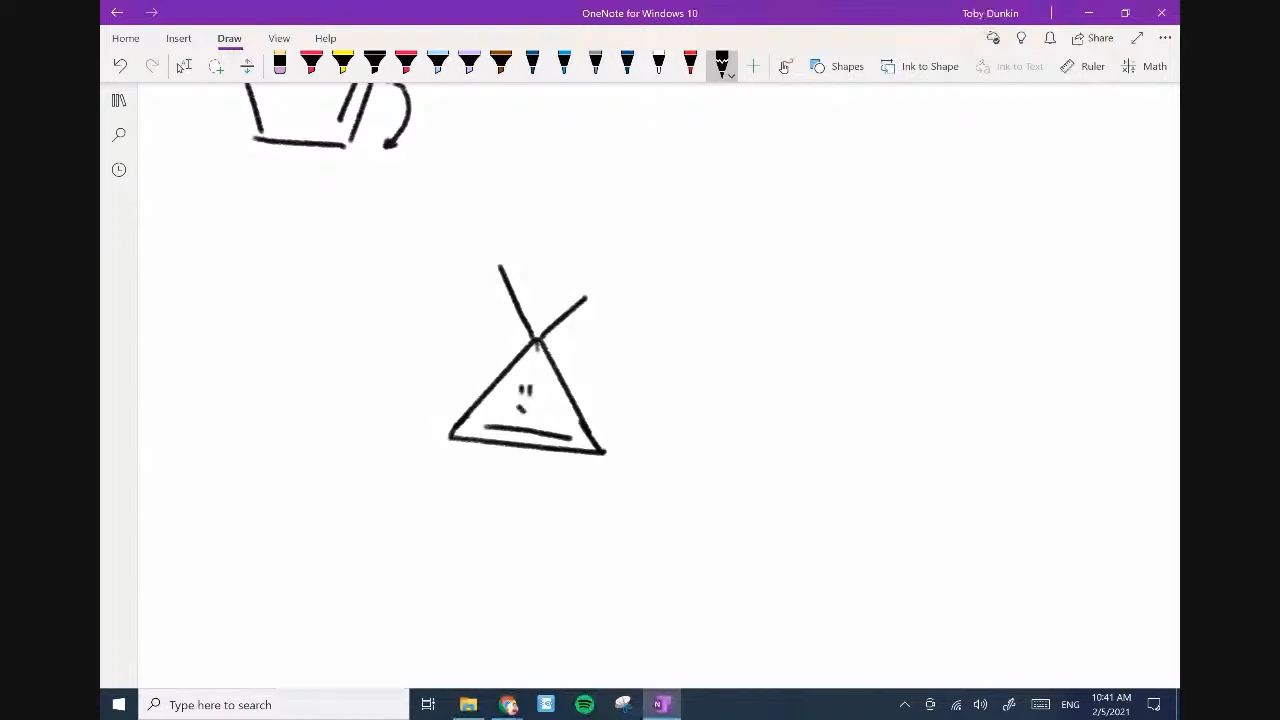 OneNote for Windows 10
Toby Dunkin
Home Insert Draw View Help
Share
Shapes Ink to Shape Ink to Text Ruler Math
Type here to search
ENG
10:41 AM
2/5/2021